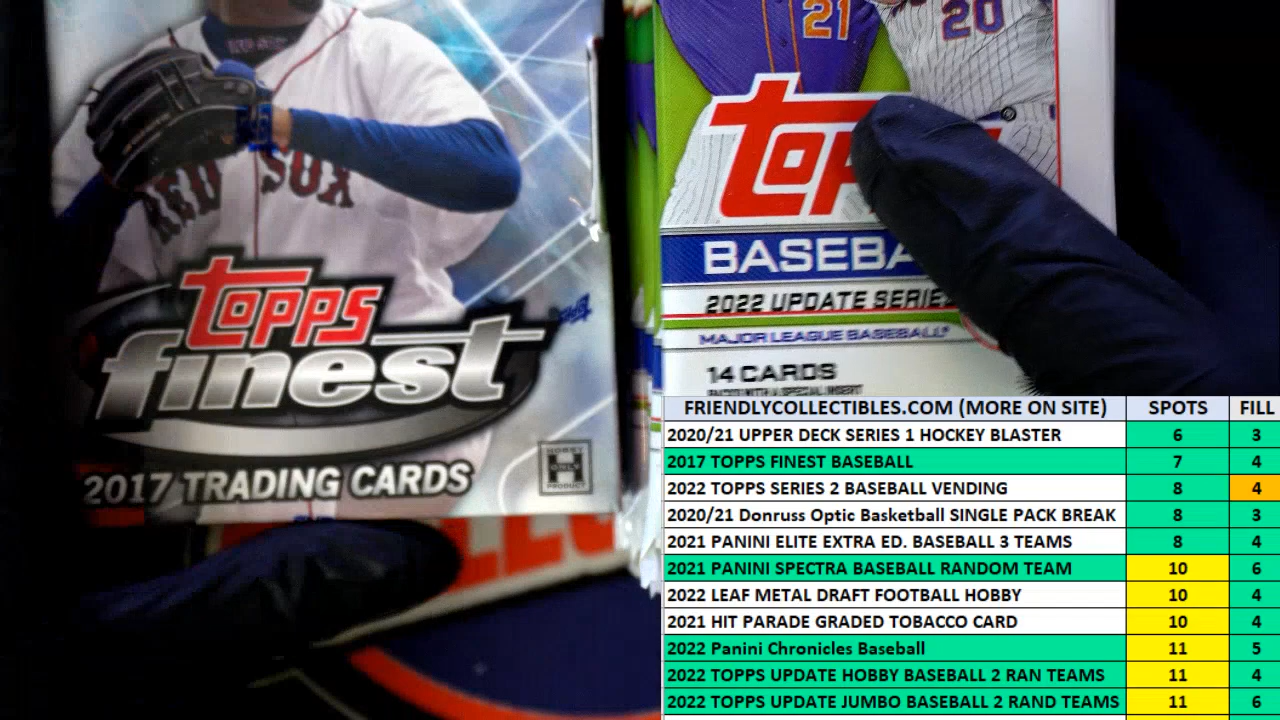 RED SOX
TOPPS
finest
2017 TRADING CARDS
HOBBY
H
ONLY
PRODUCT
21
20
BASEBA
2022 UPDATE SERIES
MAJOR LEAGUE BASEBALL
14 CARDS
FRIENDLYCOLLECTIBLES.COM (MORE ON SITE) SPOTS FILL
2020/21 UPPER DECK SERIES 1 HOCKEY BLASTER 6 3
2017 TOPPS FINEST BASEBALL 7 4
2022 TOPPS SERIES 2 BASEBALL VENDING 8 4
2020/21 Donruss Optic Basketball SINGLE PACK BREAK 8 3
2021 PANINI ELITE EXTRA ED. BASEBALL 3 TEAMS 8 4
2021 PANINI SPECTRA BASEBALL RANDOM TEAM 10 6
2022 LEAF METAL DRAFT FOOTBALL HOBBY 10 4
2021 HIT PARADE GRADED TOBACCO CARD 10 4
2022 Panini Chronicles Baseball 11 5
2022 TOPPS UPDATE HOBBY BASEBALL 2 RAN TEAMS 11 4
2022 TOPPS UPDATE JUMBO BASEBALL 2 RAND TEAMS 11 6